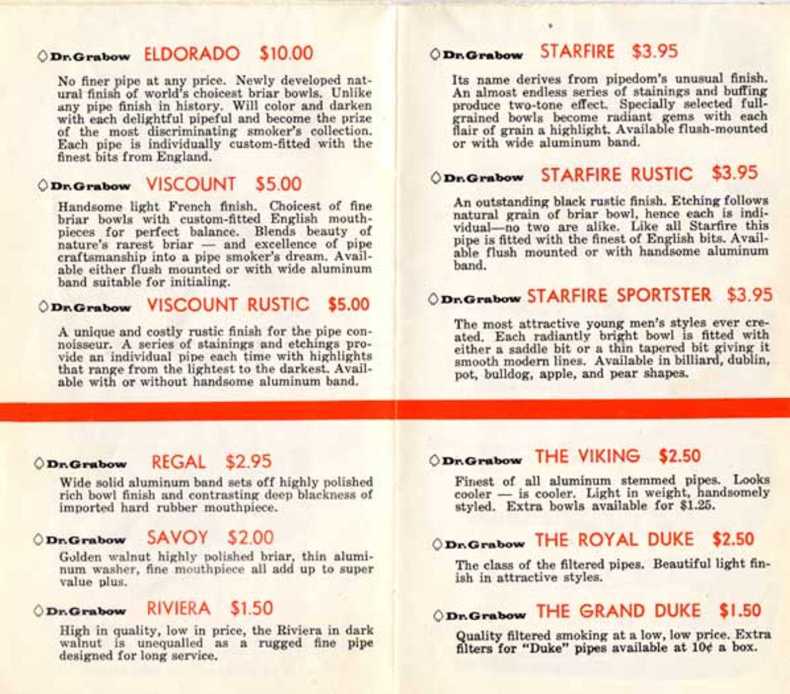 Dr. Grabow ELDORADO $10.00
No finer pipe at any price. Newly developed nat-
ural finish of world's choicest briar bowls. Unlike
any pipe finish in history. Will color and darken
with each delightful pipeful and become the prize
of the most discriminating smoker's collection.
Each pipe is individually custom-fitted with the
finest bits from England.
Dr. Grabow VISCOUNT $5.00
Handsome light French finish. Choicest of fine
briar bowls with custom-fitted English mouth-
pieces for perfect balance. Blends beauty of
nature's rarest briar — and excellence of pipe
craftsmanship into a pipe smoker's dream. Avail-
able either flush mounted or with wide aluminum
band suitable for initialing.
Dr. Grabow VISCOUNT RUSTIC $5.00
A unique and costly rustic finish for the pipe con-
noisseur. A series of stainings and etchings pro-
vide an individual pipe each time with highlights
that range from the lightest to the darkest. Avail-
able with or without handsome aluminum band.
Dr. Grabow STARFIRE $3.95
Its name derives from pipedom's unusual finish.
An almost endless series of stainings and buffing
produce two-tone effect. Specially selected full-
grained bowls become radiant gems with each
flair of grain a highlight. Available flush-mounted
or with wide aluminum band.
Dr. Grabow STARFIRE RUSTIC $3.95
An outstanding black rustic finish. Etching follows
natural grain of briar bowl, hence each is indi-
vidual—no two are alike. Like all Starfire this
pipe is fitted with the finest of English bits. Avail-
able flush mounted or with handsome aluminum
band.
Dr. Grabow STARFIRE SPORTSTER $3.95
The most attractive young men's styles ever cre-
ated. Each radiantly bright bowl is fitted with
either a saddle bit or a thin tapered bit giving it
smooth modern lines. Available in billiard, dublin,
pot, bulldog, apple, and pear shapes.
Dr. Grabow REGAL $2.95
Wide solid aluminum band sets off highly polished
rich bowl finish and contrasting deep blackness of
imported hard rubber mouthpiece.
Dr. Grabow SAVOY $2.00
Golden walnut highly polished briar, thin alumi-
num washer, fine mouthpiece all add up to super
value plus.
Dr. Grabow RIVIERA $1.50
High in quality, low in price, the Riviera in dark
walnut is unequalled as a rugged fine pipe
designed for long service.
Dr. Grabow THE VIKING $2.50
Finest of all aluminum stemmed pipes. Looks
cooler — is cooler. Light in weight, handsomely
styled. Extra bowls available for $1.25.
Dr. Grabow THE ROYAL DUKE $2.50
The class of the filtered pipes. Beautiful light fin-
ish in attractive styles.
Dr. Grabow THE GRAND DUKE $1.50
Quality filtered smoking at a low, low price. Extra
filters for "Duke" pipes available at 10¢ a box.